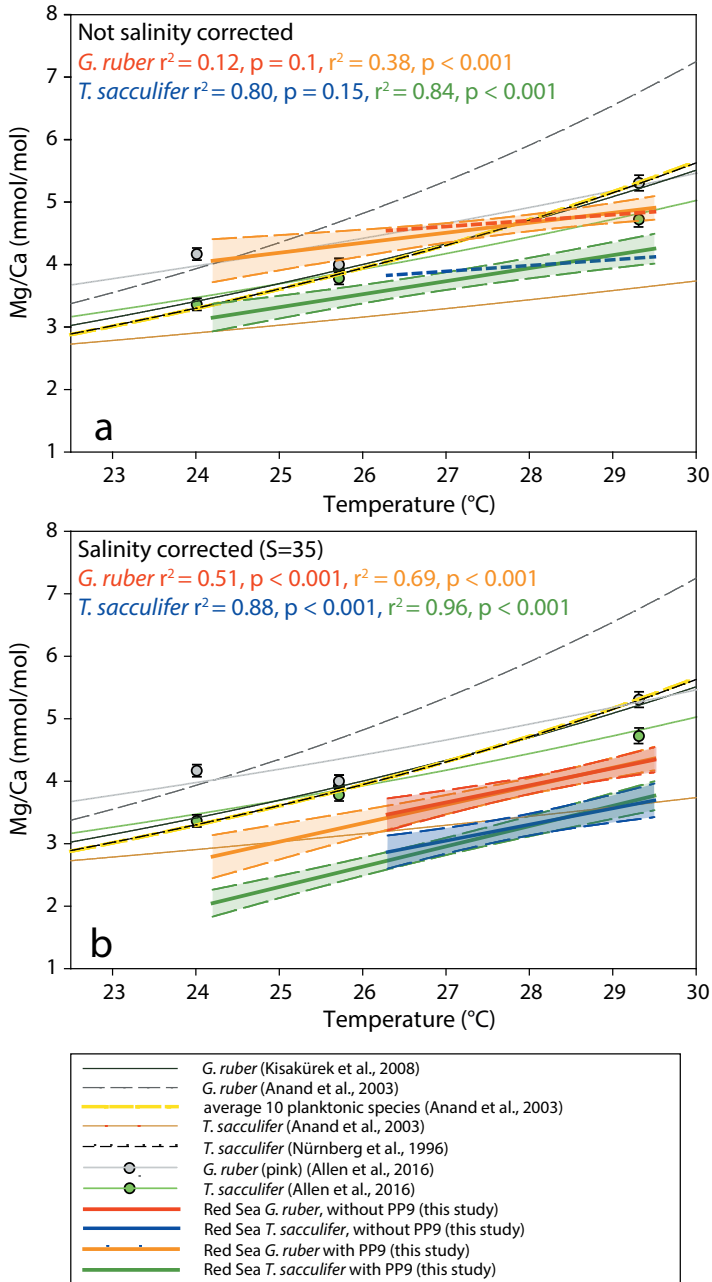 8
Not salinity corrected
G. ruber r² = 0.12, p = 0.1, r² = 0.38, p < 0.001
T. sacculifer r² = 0.80, p = 0.15, r² = 0.84, p < 0.001
7
6
5
4
3
2
1
Mg/Ca (mmol/mol)
a
23 24 25 26 27 28 29 30
Temperature (°C)
8
Salinity corrected (S=35)
G. ruber r² = 0.51, p < 0.001, r² = 0.69, p < 0.001
T. sacculifer r² = 0.88, p < 0.001, r² = 0.96, p < 0.001
7
6
5
4
3
2
1
Mg/Ca (mmol/mol)
b
23 24 25 26 27 28 29 30
Temperature (°C)
G. ruber (Kisakürek et al., 2008)
G. ruber (Anand et al., 2003)
average 10 planktonic species (Anand et al., 2003)
T. sacculifer (Anand et al., 2003)
T. sacculifer (Nürnberg et al., 1996)
G. ruber (pink) (Allen et al., 2016)
T. sacculifer (Allen et al., 2016)
Red Sea G. ruber, without PP9 (this study)
Red Sea T. sacculifer, without PP9 (this study)
Red Sea G. ruber with PP9 (this study)
Red Sea T. sacculifer with PP9 (this study)